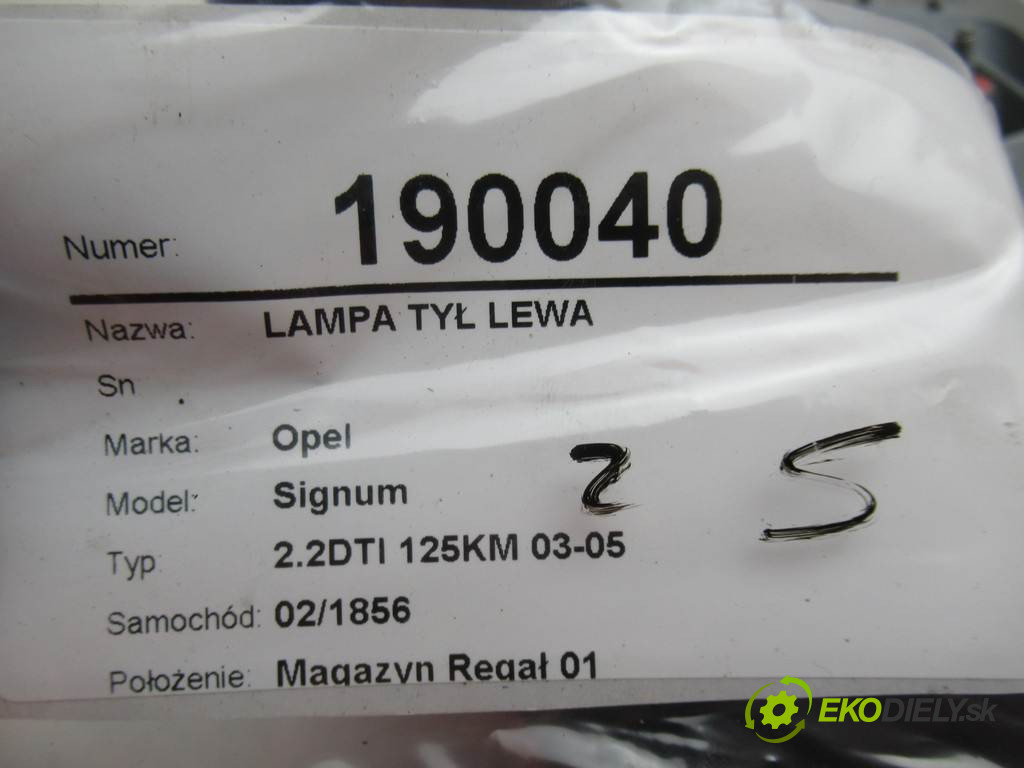 Numer: 190040
Nazwa: LAMPA TYŁ LEWA
Sn
Marka: Opel
Model: Signum
2 S
Typ 2.2DTI 125KM 03-05
Samochód: 02/1856
Położenie: Magazyn Regał 01
EKODIELY.sk